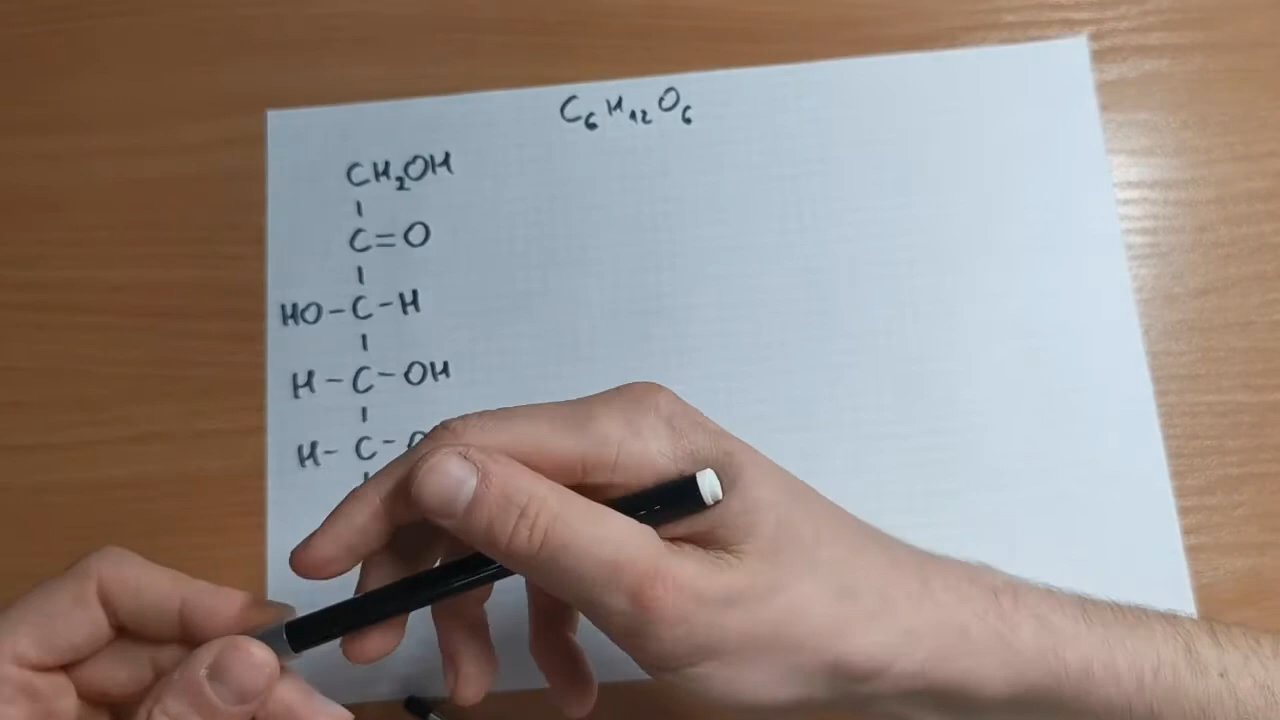 C₆H₁₂O₆
CH₂OH
C=O
HO-C-H
H-C-OH
H-C-